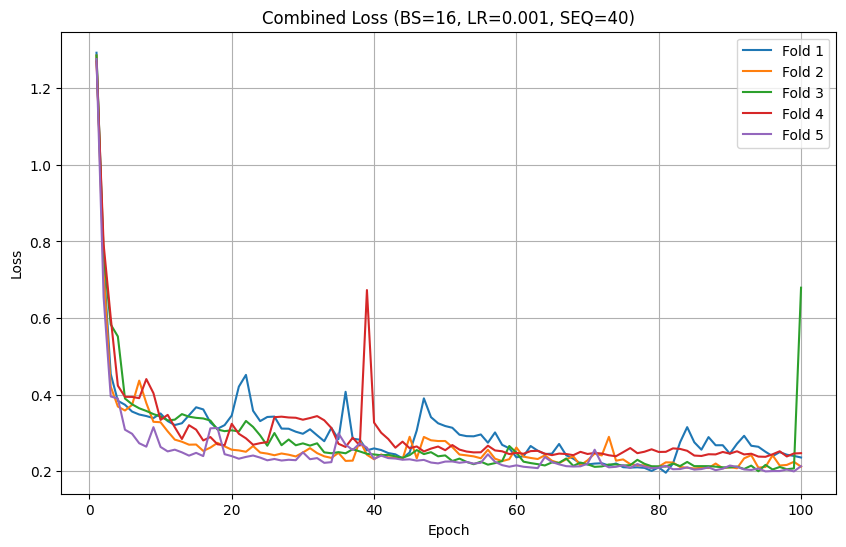 Combined Loss (BS=16, LR=0.001, SEQ=40)
Fold 1
Fold 2
Fold 3
Fold 4
Fold 5
Loss
1.2
1.0
0.8
0.6
0.4
0.2
0 20 40 60 80 100
Epoch